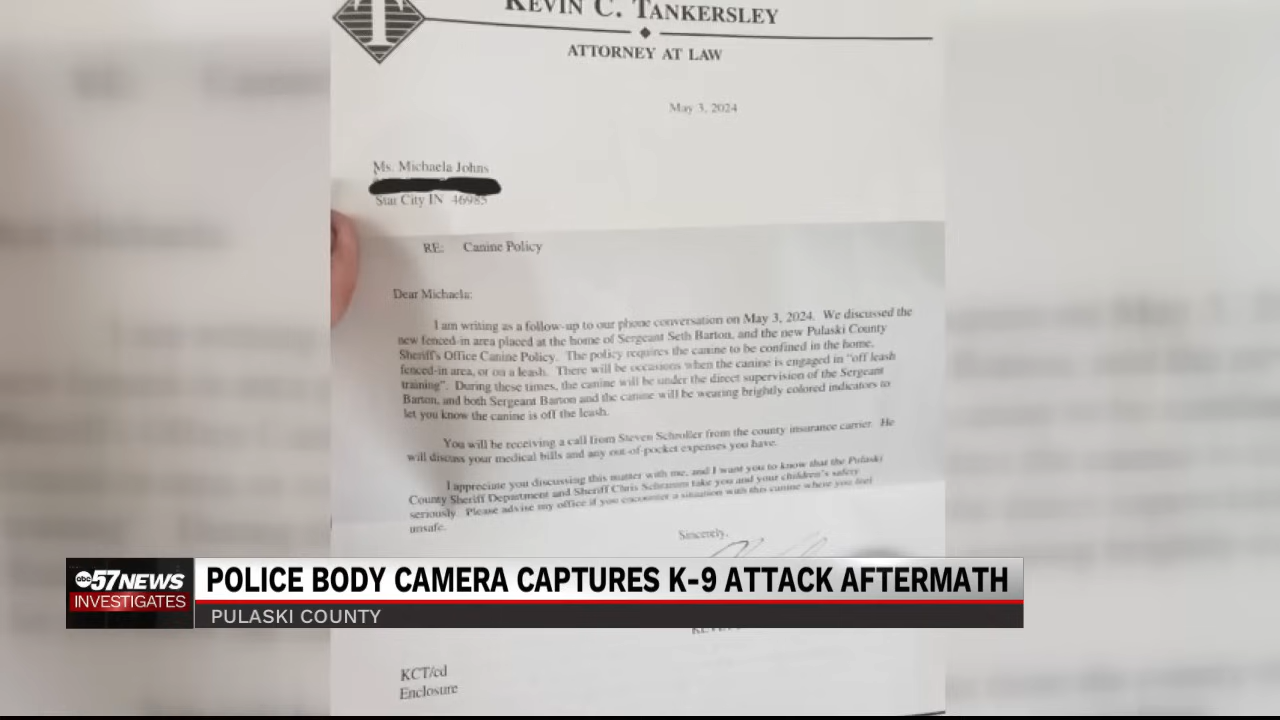 T
KEVIN C. TANKERSLEY
ATTORNEY AT LAW
May 3, 2024
Ms. Michaela Johns
Star City IN 46985
RE: Canine Policy
Dear Michaela:
I am writing as a follow-up to our phone conversation on May 3, 2024. We discussed the
new fenced-in area placed at the home of Sergeant Seth Barton, and the new Pulaski County
Sheriff's Office Canine Policy. The policy requires the canine to be confined in the home,
fenced-in area, or on a leash. There will be occasions when the canine is engaged in "off leash
training". During these times, the canine will be under the direct supervision of the Sergeant
Barton, and both Sergeant Barton and the canine will be wearing brightly colored indicators to
let you know the canine is off the leash.
You will be receiving a call from Steven Schroller from the county insurance carrier. He
will discuss your medical bills and any out-of-pocket expenses you have.
I appreciate you discussing this matter with me, and I want you to know that the Pulaski
County Sheriff Department and Sheriff Chris Schramm take you and your children's safety
seriously. Please advise my office if you encounter a situation with this canine where you feel
unsafe.
Sincerely,
abc 57 NEWS
INVESTIGATES
POLICE BODY CAMERA CAPTURES K-9 ATTACK AFTERMATH
PULASKI COUNTY
KCT/cd
Enclosure